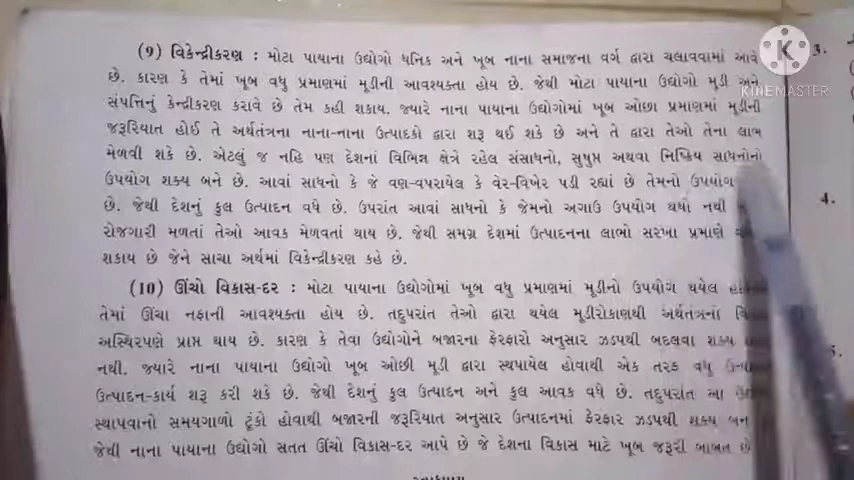 (9) વિકેન્દ્રીકરણ : મોટા પાયાના ઉદ્યોગો ધનિક અને ખૂબ નાના સમાજના વર્ગ દ્વારા ચલાવવામાં આવે
છે. કારણ કે તેમાં ખૂબ વધુ પ્રમાણમાં મૂડીની આવશ્યકતા હોય છે. જેથી મોટા પાયાના ઉદ્યોગો મૂડી અને
સંપત્તિનું કેન્દ્રીકરણ કરાવે છે તેમ કહી શકાય. જ્યારે નાના પાયાના ઉદ્યોગોમાં ખૂબ ઓછા પ્રમાણમાં મૂડીની
જરૂરિયાત હોઈ તે અર્થતંત્રના નાના-નાના ઉત્પાદકો દ્વારા શરૂ થઈ શકે છે અને તે દ્વારા તેઓ તેના લાભ
મેળવી શકે છે. એટલું જ નહિ પણ દેશનાં વિભિન્ન ક્ષેત્રે રહેલ સંસાધનો, સુષુપ્ત અથવા નિષ્ક્રિય સાધનોનો
ઉપયોગ શક્ય બને છે. આવાં સાધનો કે જે વણ-વપરાયેલ કે વેર-વિખેર પડી રહ્યાં છે તેમનો ઉપયોગ
છે. જેથી દેશનું કુલ ઉત્પાદન વધે છે. ઉપરાંત આવાં સાધનો કે જેમનો અગાઉ ઉપયોગ થયો નથી
રોજગારી મળતાં તેઓ આવક મેળવતાં થાય છે. જેથી સમગ્ર દેશમાં ઉત્પાદનના લાભો સરખા પ્રમાણે
શકાય છે જેને સાચા અર્થમાં વિકેન્દ્રીકરણ કહે છે.
(10) ઊંચો વિકાસ-દર : મોટા પાયાના ઉદ્યોગોમાં ખૂબ વધુ પ્રમાણમાં મૂડીનો ઉપયોગ થયેલ
તેમાં ઊંચા નફાની આવશ્યકતા હોય છે. તદુપરાંત તેઓ દ્વારા થયેલ મૂડીરોકાણથી અર્થતંત્રનાં
અસ્થિરપણે પ્રાપ્ત થાય છે. કારણ કે તેવા ઉદ્યોગોને બજારના ફેરફારો અનુસાર ઝડપથી બદલવા શક્ય
નથી. જ્યારે નાના પાયાના ઉદ્યોગો ખૂબ ઓછી મૂડી દ્વારા સ્થપાયેલ હોવાથી એક તરફ વધુ
ઉત્પાદન-કાર્ય શરૂ કરી શકે છે. જેથી દેશનું કુલ ઉત્પાદન અને કુલ આવક વધે છે. તદુપરાંત આ
સ્થાપવાનો સમયગાળો ટૂંકો હોવાથી બજારની જરૂરિયાત અનુસાર ઉત્પાદનમાં ફેરફાર ઝડપથી શક્ય બને
જેથી નાના પાયાના ઉદ્યોગો સતત ઊંચો વિકાસ-દર આપે છે જે દેશના વિકાસ માટે ખૂબ જરૂરી બાબત છે
3.
4.
5.
KINEMASTER